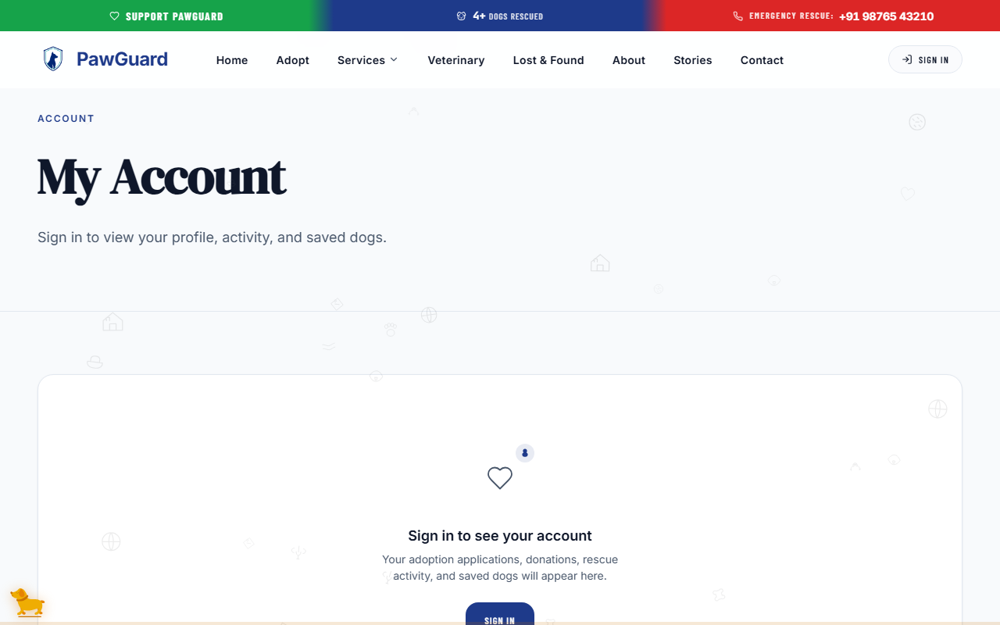 SUPPORT PAWGUARD
4+ DOGS RESCUED
EMERGENCY RESCUE: +91 98765 43210
PawGuard
Home
Adopt
Services
Veterinary
Lost & Found
About
Stories
Contact
SIGN IN
ACCOUNT
My Account
Sign in to view your profile, activity, and saved dogs.
Sign in to see your account
Your adoption applications, donations, rescue
activity, and saved dogs will appear here.
SIGN IN